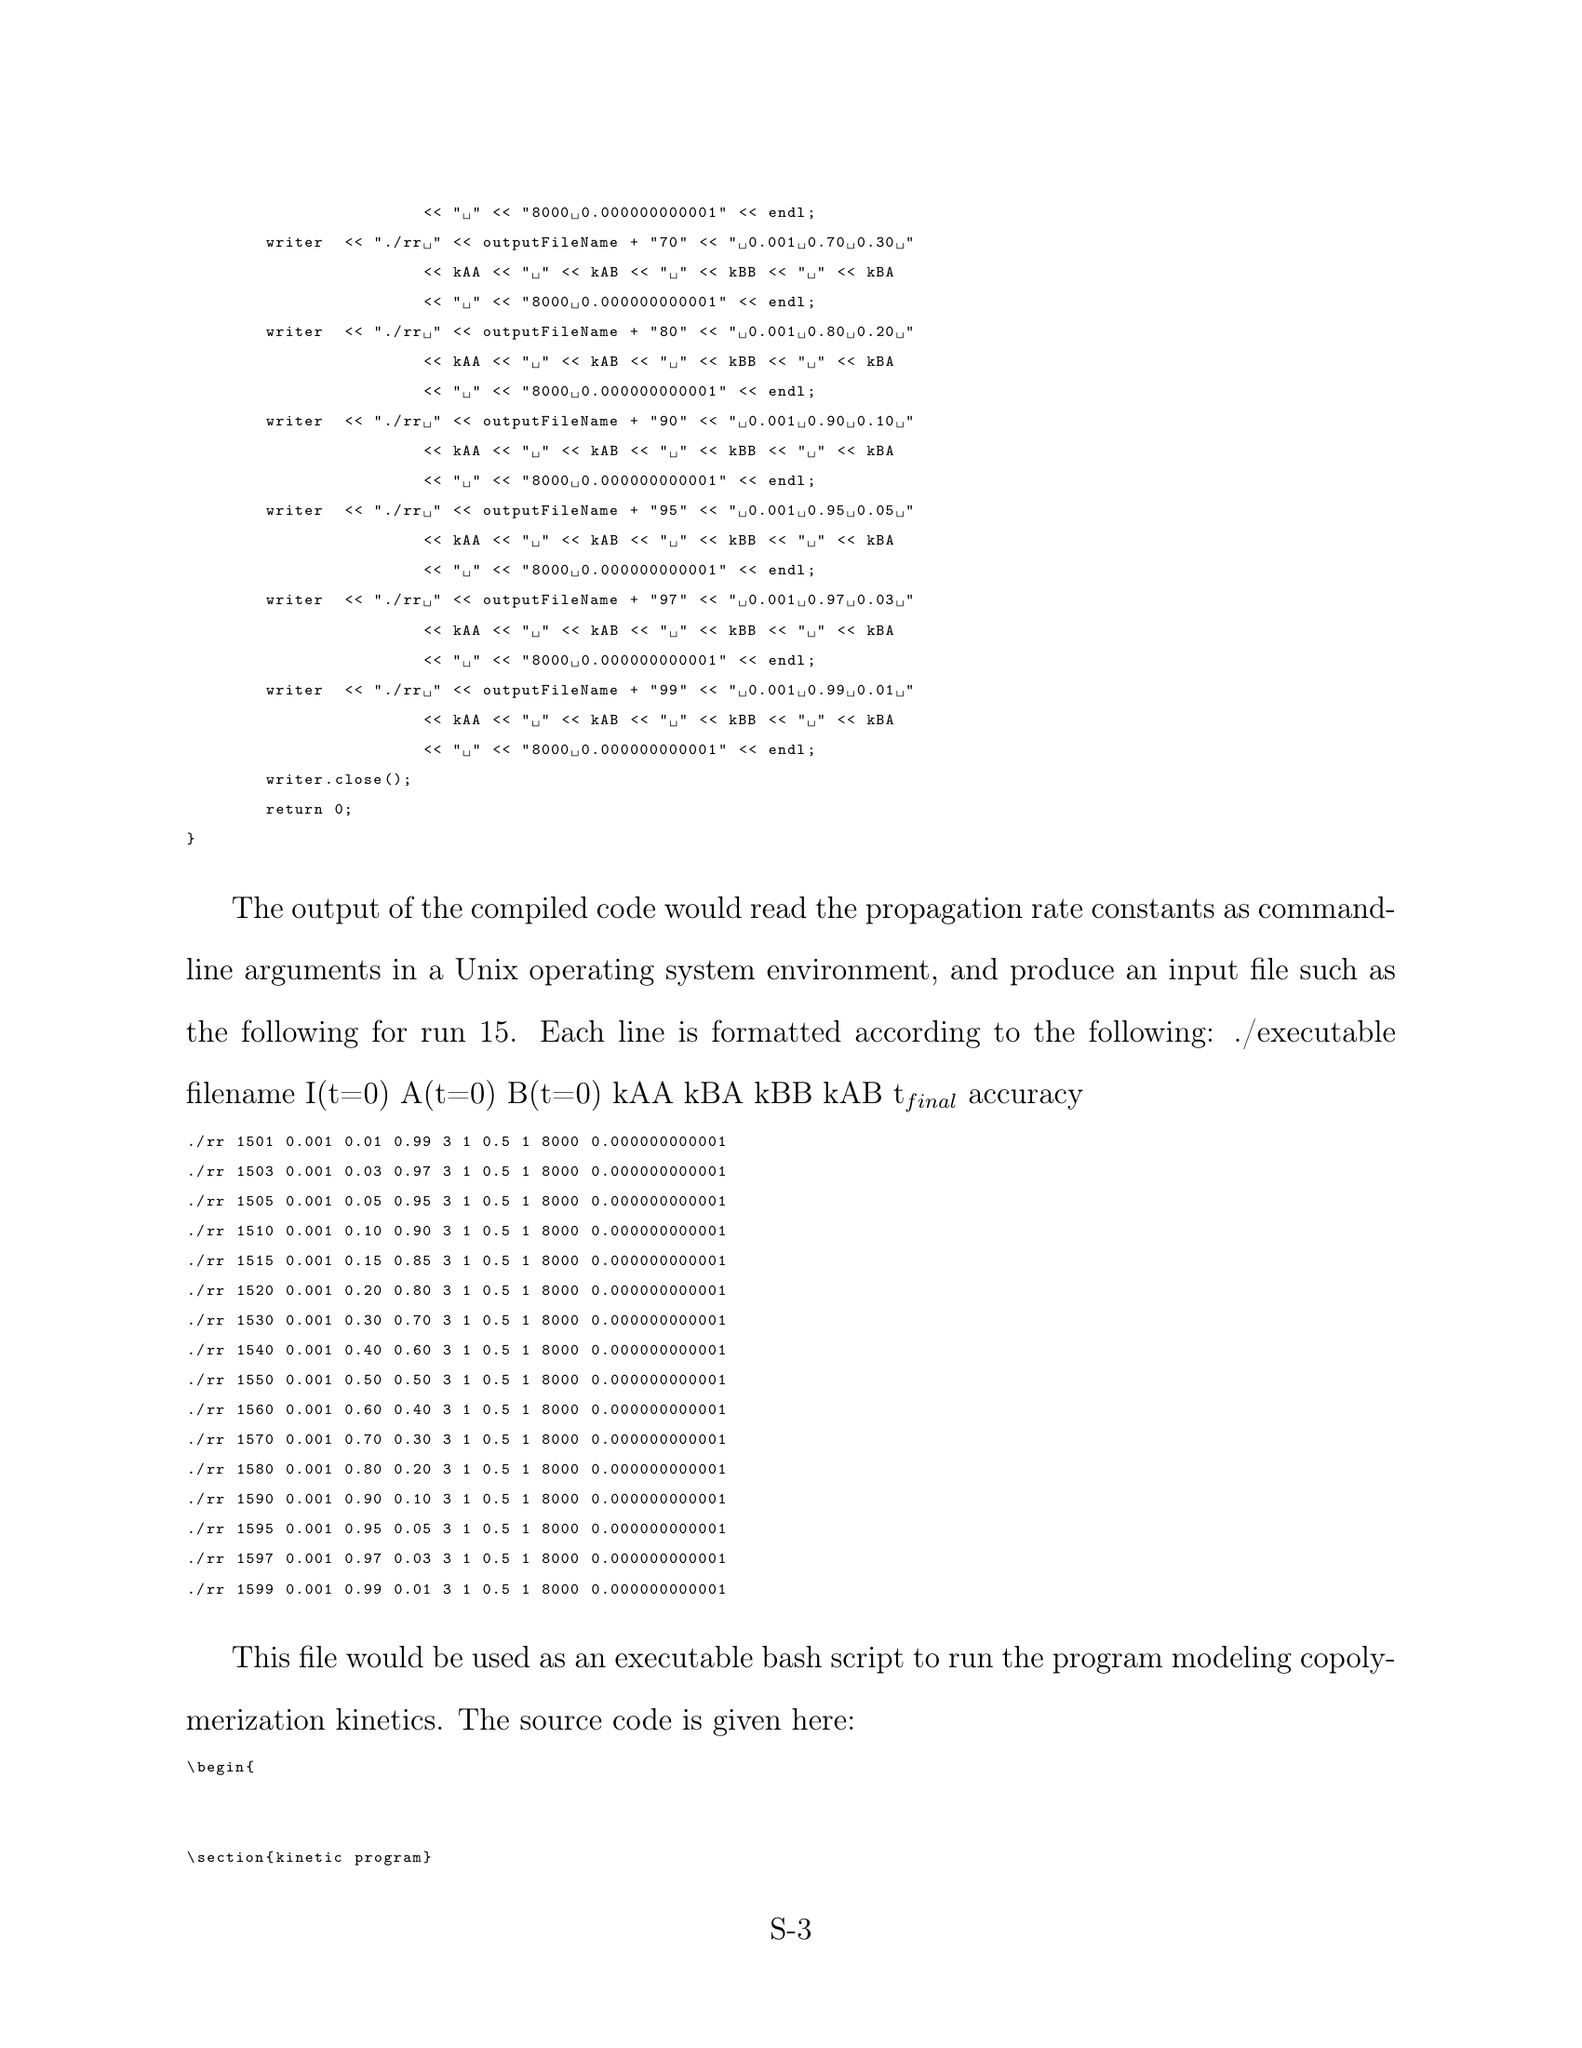 << "␣" << "8000␣0.000000000001" << endl;
        writer  << "./rr␣" << outputFileName + "70" << "␣0.001␣0.70␣0.30␣"
                        << kAA << "␣" << kAB << "␣" << kBB << "␣" << kBA
                        << "␣" << "8000␣0.000000000001" << endl;
        writer  << "./rr␣" << outputFileName + "80" << "␣0.001␣0.80␣0.20␣"
                        << kAA << "␣" << kAB << "␣" << kBB << "␣" << kBA
                        << "␣" << "8000␣0.000000000001" << endl;
        writer  << "./rr␣" << outputFileName + "90" << "␣0.001␣0.90␣0.10␣"
                        << kAA << "␣" << kAB << "␣" << kBB << "␣" << kBA
                        << "␣" << "8000␣0.000000000001" << endl;
        writer  << "./rr␣" << outputFileName + "95" << "␣0.001␣0.95␣0.05␣"
                        << kAA << "␣" << kAB << "␣" << kBB << "␣" << kBA
                        << "␣" << "8000␣0.000000000001" << endl;
        writer  << "./rr␣" << outputFileName + "97" << "␣0.001␣0.97␣0.03␣"
                        << kAA << "␣" << kAB << "␣" << kBB << "␣" << kBA
                        << "␣" << "8000␣0.000000000001" << endl;
        writer  << "./rr␣" << outputFileName + "99" << "␣0.001␣0.99␣0.01␣"
                        << kAA << "␣" << kAB << "␣" << kBB << "␣" << kBA
                        << "␣" << "8000␣0.000000000001" << endl;
        writer.close();
        return 0;
}
The output of the compiled code would read the propagation rate constants as command-
line arguments in a Unix operating system environment, and produce an input file such as
the following for run 15. Each line is formatted according to the following: ./executable
filename I(t=0) A(t=0) B(t=0) kAA kBA kBB kAB t_final accuracy
./rr 1501 0.001 0.01 0.99 3 1 0.5 1 8000 0.000000000001
./rr 1503 0.001 0.03 0.97 3 1 0.5 1 8000 0.000000000001
./rr 1505 0.001 0.05 0.95 3 1 0.5 1 8000 0.000000000001
./rr 1510 0.001 0.10 0.90 3 1 0.5 1 8000 0.000000000001
./rr 1515 0.001 0.15 0.85 3 1 0.5 1 8000 0.000000000001
./rr 1520 0.001 0.20 0.80 3 1 0.5 1 8000 0.000000000001
./rr 1530 0.001 0.30 0.70 3 1 0.5 1 8000 0.000000000001
./rr 1540 0.001 0.40 0.60 3 1 0.5 1 8000 0.000000000001
./rr 1550 0.001 0.50 0.50 3 1 0.5 1 8000 0.000000000001
./rr 1560 0.001 0.60 0.40 3 1 0.5 1 8000 0.000000000001
./rr 1570 0.001 0.70 0.30 3 1 0.5 1 8000 0.000000000001
./rr 1580 0.001 0.80 0.20 3 1 0.5 1 8000 0.000000000001
./rr 1590 0.001 0.90 0.10 3 1 0.5 1 8000 0.000000000001
./rr 1595 0.001 0.95 0.05 3 1 0.5 1 8000 0.000000000001
./rr 1597 0.001 0.97 0.03 3 1 0.5 1 8000 0.000000000001
./rr 1599 0.001 0.99 0.01 3 1 0.5 1 8000 0.000000000001
This file would be used as an executable bash script to run the program modeling copoly-
merization kinetics. The source code is given here:
\begin{
\section{kinetic program}
S-3